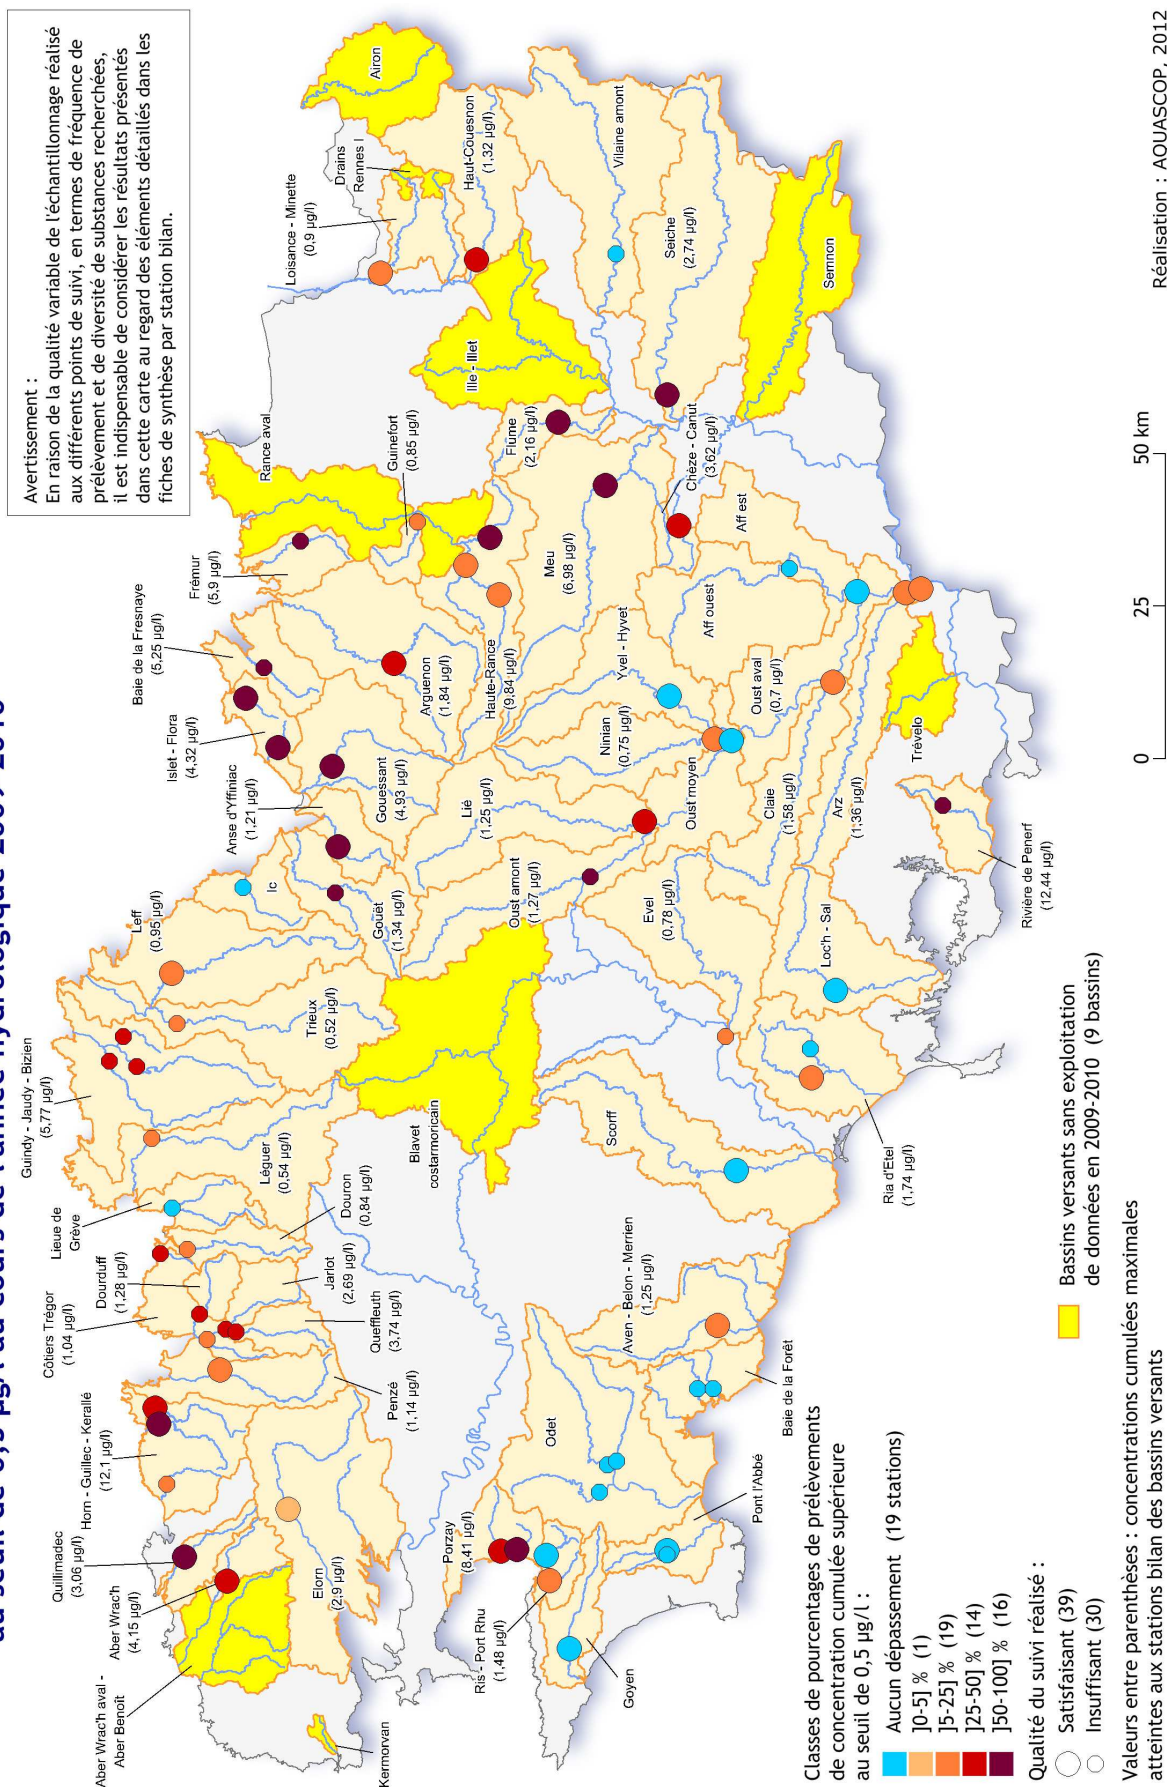 au seuil de 0,5 µg/l au cours de l'année hydrologique 2009-2010
Avertissement :
En raison de la qualité variable de l'échantillonnage réalisé
aux différents points de suivi, en termes de fréquence de
prélèvement et de diversité de substances recherchées,
il est indispensable de considérer les résultats présentés
dans cette carte au regard des éléments détaillés dans les
fiches de synthèse par station bilan.
Aber Wrac'h aval -
Aber Benoît
Kermorvan
Aber Wrac'h
(4,15 µg/l)
Quillimadec
(3,06 µg/l)
Horn - Guillec - Kerallé
(12,1 µg/l)
Elorn
(2,9 µg/l)
Penzé
(1,14 µg/l)
Queffleuth
(3,74 µg/l)
Jarlot
(2,69 µg/l)
Côtiers Trégor
(1,04 µg/l)
Dourduff
(1,28 µg/l)
Douron
(0,84 µg/l)
Lieue de
Grève
Léguer
(0,54 µg/l)
Guindy - Jaudy - Bizien
(5,77 µg/l)
Trieux
(0,52 µg/l)
Leff
(0,95 µg/l)
Ic
Gouët
(1,34 µg/l)
Anse d'Yffiniac
(1,21 µg/l)
Gouessant
(4,93 µg/l)
Islet - Flora
(4,32 µg/l)
Baie de la Fresnaye
(5,25 µg/l)
Arguenon
(1,84 µg/l)
Frémur
(5,9 µg/l)
Rance aval
Guinefort
(0,85 µg/l)
Haute-Rance
(9,84 µg/l)
Loisance - Minette
(0,9 µg/l)
Drains
Rennes I
Airon
Haut-Couesnon
(1,32 µg/l)
Ille - Illet
Flume
(2,16 µg/l)
Vilaine amont
Seiche
(2,74 µg/l)
Semnon
Meu
(6,98 µg/l)
Chèze - Canut
(3,62 µg/l)
Aff est
Aff ouest
Yvel - Hyvet
Ninian
(0,75 µg/l)
Oust aval
(0,7 µg/l)
Lié
(1,25 µg/l)
Oust moyen
Oust amont
(1,27 µg/l)
Claie
(1,58 µg/l)
Arz
(1,36 µg/l)
Trévelo
Rivière de Penerf
(12,44 µg/l)
Evel
(0,78 µg/l)
Loc'h - Sal
Ria d'Etel
(1,74 µg/l)
Blavet
costarmoricain
Scorff
Aven - Belon - Merrien
(1,25 µg/l)
Baie de la Forêt
Odet
Pont l'Abbé
Porzay
(8,41 µg/l)
Ris - Port Rhu
(1,48 µg/l)
Goyen
Classes de pourcentages de prélèvements
de concentration cumulée supérieure
au seuil de 0,5 µg/l :
Aucun dépassement (19 stations)
]0-5] % (1)
]5-25] % (19)
]25-50] % (14)
]50-100] % (16)
Qualité du suivi réalisé :
Satisfaisant (39)
Insuffisant (30)
Valeurs entre parenthèses : concentrations cumulées maximales
atteintes aux stations bilan des bassins versants
Bassins versants sans exploitation
de données en 2009-2010 (9 bassins)
0 25 50 km
Réalisation : AQUASCOP, 2012